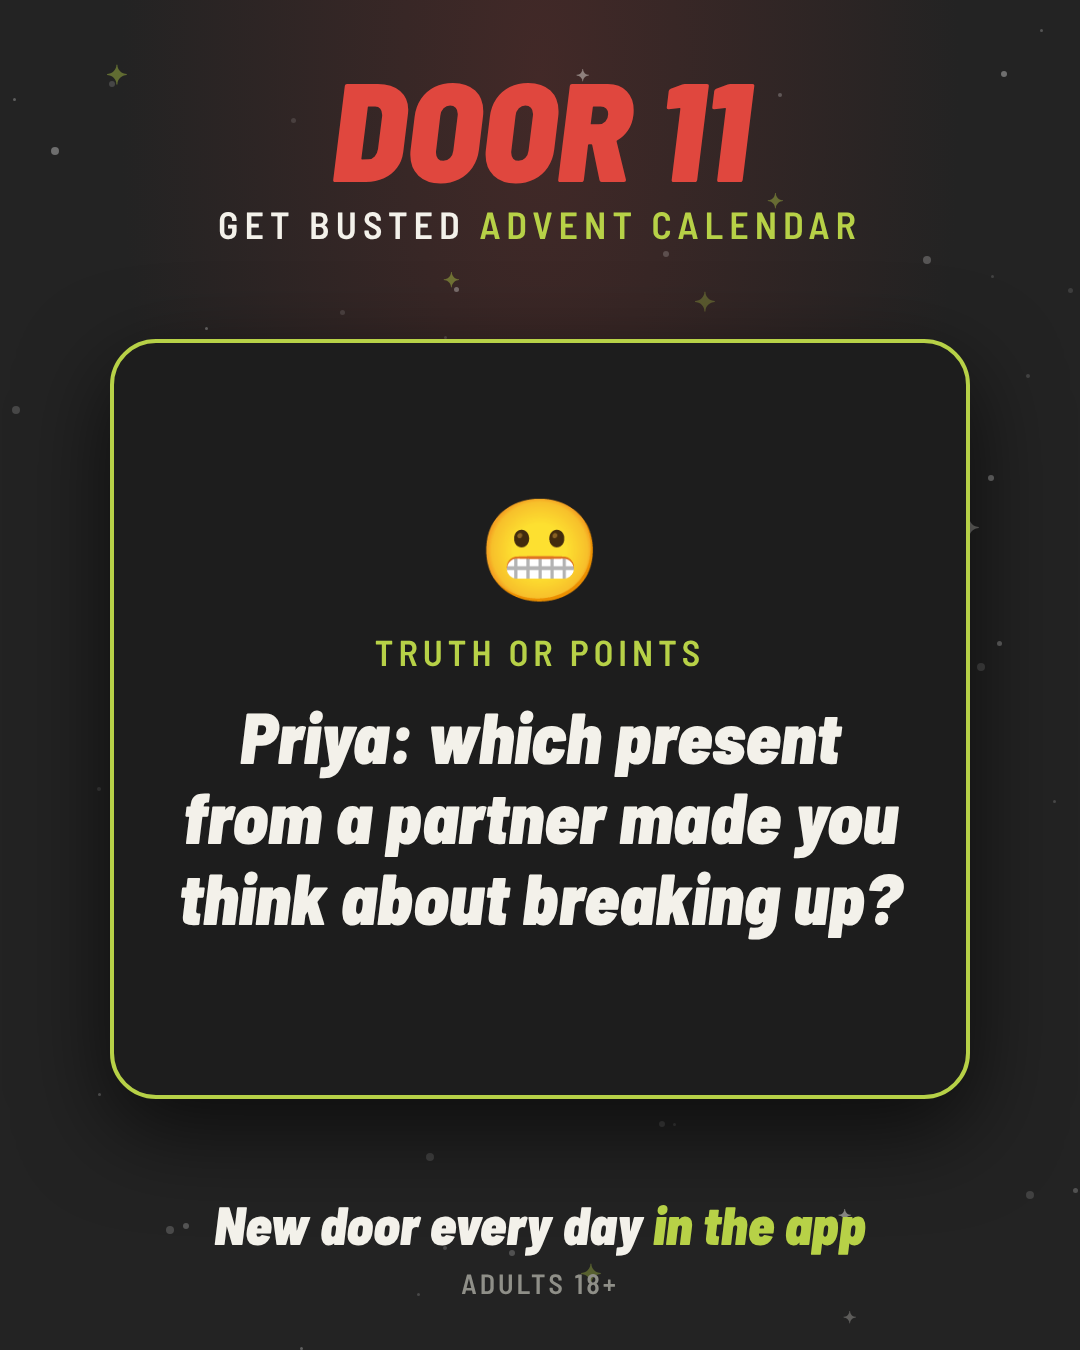 DOOR 11
GET BUSTED ADVENT CALENDAR
TRUTH OR POINTS
Priya: which present
from a partner made you
think about breaking up?
New door every day in the app
ADULTS 18+